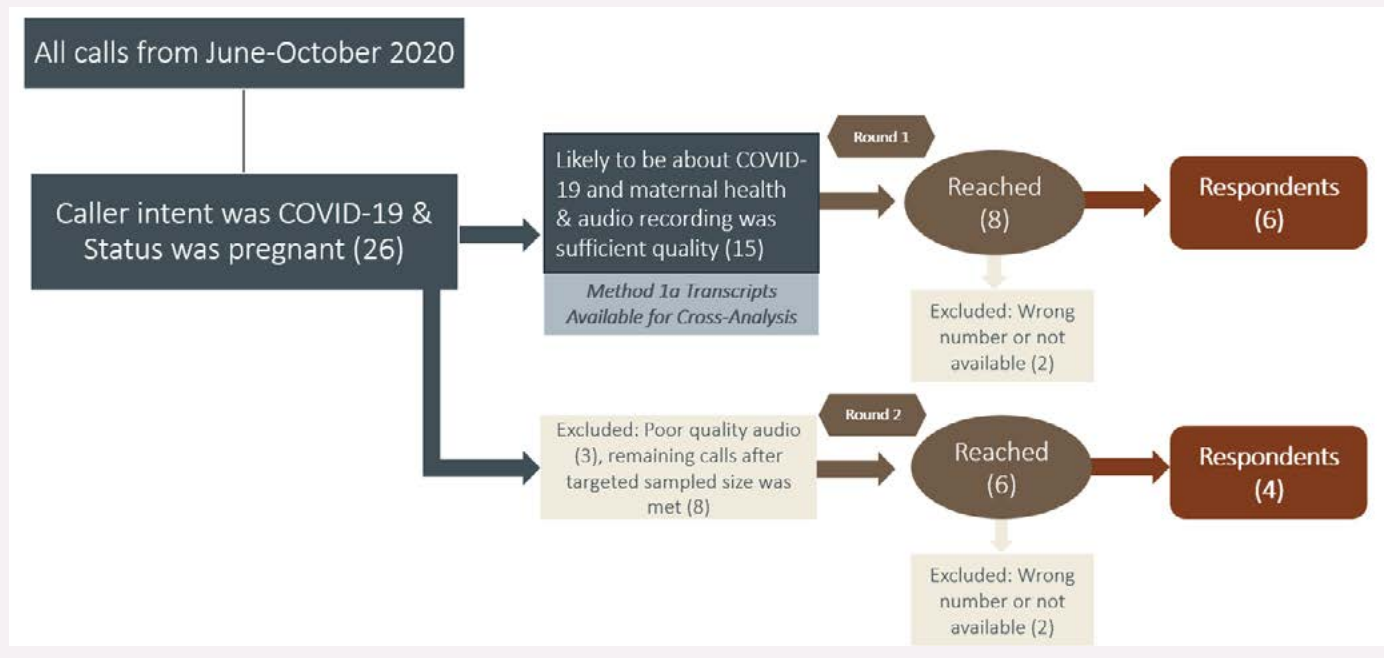 All calls from June-October 2020
Caller intent was COVID-19 &
Status was pregnant (26)
Likely to be about COVID-
19 and maternal health
& audio recording was
sufficient quality (15)
Method 1a Transcripts
Available for Cross-Analysis
Round 1
Reached
(8)
Respondents
(6)
Excluded: Wrong
number or not
available (2)
Excluded: Poor quality audio
(3), remaining calls after
targeted sampled size was
met (8)
Round 2
Reached
(6)
Respondents
(4)
Excluded: Wrong
number or not
available (2)